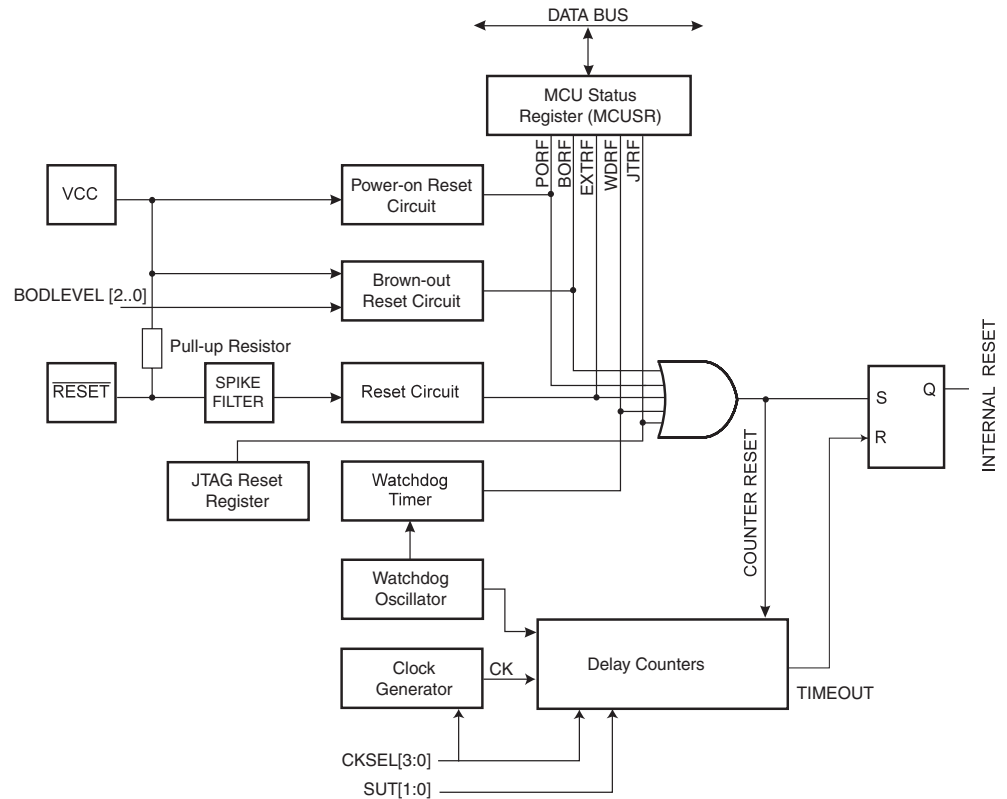 DATA BUS
MCU Status
Register (MCUSR)
PORF
BORF
EXTRF
WDRF
JTRF
VCC
Power-on Reset
Circuit
BODLEVEL [2..0]
Brown-out
Reset Circuit
Pull-up Resistor
RESET
SPIKE
FILTER
Reset Circuit
JTAG Reset
Register
Watchdog
Timer
Watchdog
Oscillator
Clock
Generator
CK
Delay Counters
COUNTER RESET
TIMEOUT
S
R
Q
INTERNAL RESET
CKSEL[3:0]
SUT[1:0]